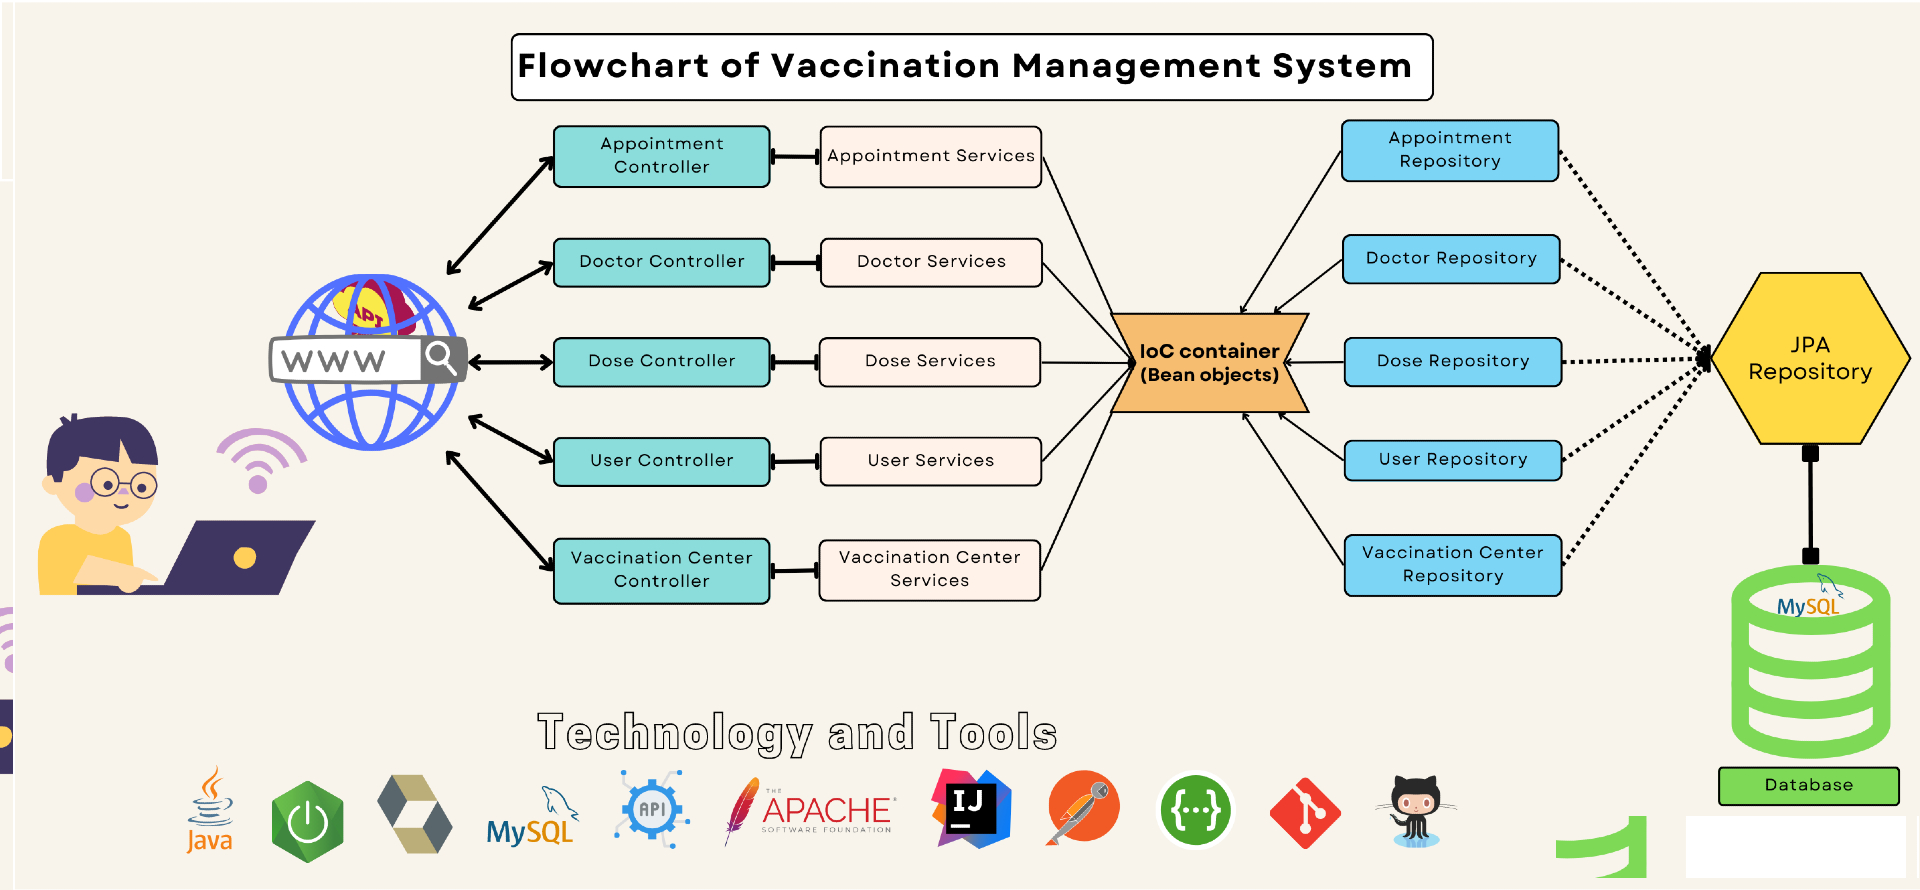 Flowchart of Vaccination Management System
Appointment
Controller
Appointment Services
Appointment
Repository
Doctor Controller
Doctor Services
Doctor Repository
API
WWW
Dose Controller
Dose Services
IoC container
(Bean objects)
Dose Repository
JPA
Repository
User Controller
User Services
User Repository
Vaccination Center
Controller
Vaccination Center
Services
Vaccination Center
Repository
MySQL
Database
Technology and Tools
Java
MySQL
API
THE
APACHE®
SOFTWARE FOUNDATION
IJ